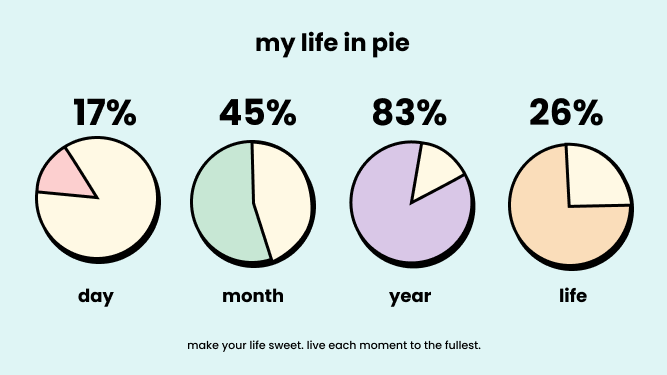 my life in pie
17% 45% 83% 26%
day month year life
make your life sweet. live each moment to the fullest.